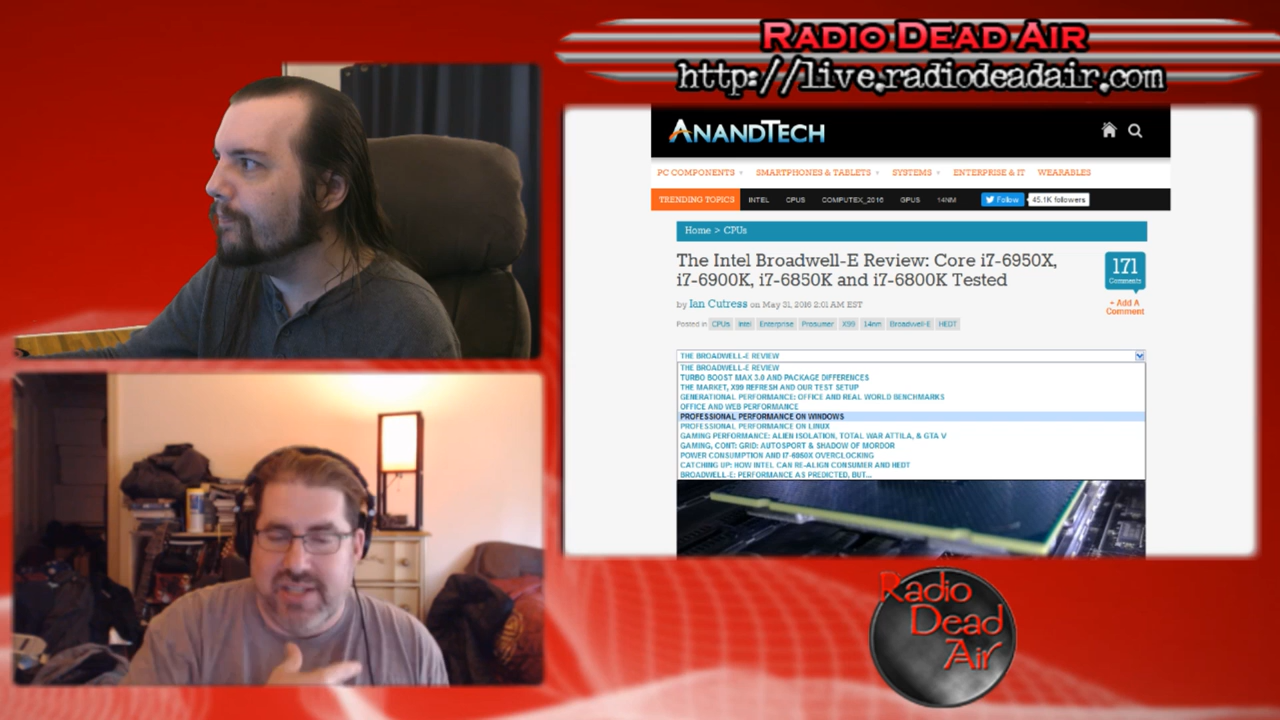 RADIO DEAD AIR
http://live.radiodeadair.com
ANANDTECH
PC COMPONENTS SMARTPHONES & TABLETS SYSTEMS ENTERPRISE & IT WEARABLES
TRENDING TOPICS INTEL CPUS COMPUTEX_2016 GPUS 14NM Follow 45.1K followers
Home > CPUs
The Intel Broadwell-E Review: Core i7-6950X,
i7-6900K, i7-6850K and i7-6800K Tested
by Ian Cutress on May 31, 2016 2:01 AM EST
171
Comments
+ Add A
Comment
Posted in CPUs Intel Enterprise Prosumer X99 14nm Broadwell-E HEDT
THE BROADWELL-E REVIEW
THE BROADWELL-E REVIEW
TURBO BOOST MAX 3.0 AND PACKAGE DIFFERENCES
THE MARKET, X99 REFRESH AND OUR TEST SETUP
GENERATIONAL PERFORMANCE: OFFICE AND REAL WORLD BENCHMARKS
OFFICE AND WEB PERFORMANCE
PROFESSIONAL PERFORMANCE ON WINDOWS
PROFESSIONAL PERFORMANCE ON LINUX
GAMING PERFORMANCE: ALIEN ISOLATION, TOTAL WAR ATTILA, & GTA V
GAMING, CONT: GRID: AUTOSPORT & SHADOW OF MORDOR
POWER CONSUMPTION AND I7-6950X OVERCLOCKING
CATCHING UP: HOW INTEL CAN RE-ALIGN CONSUMER AND HEDT
BROADWELL-E: PERFORMANCE AS PREDICTED, BUT...
Radio
Dead
Air